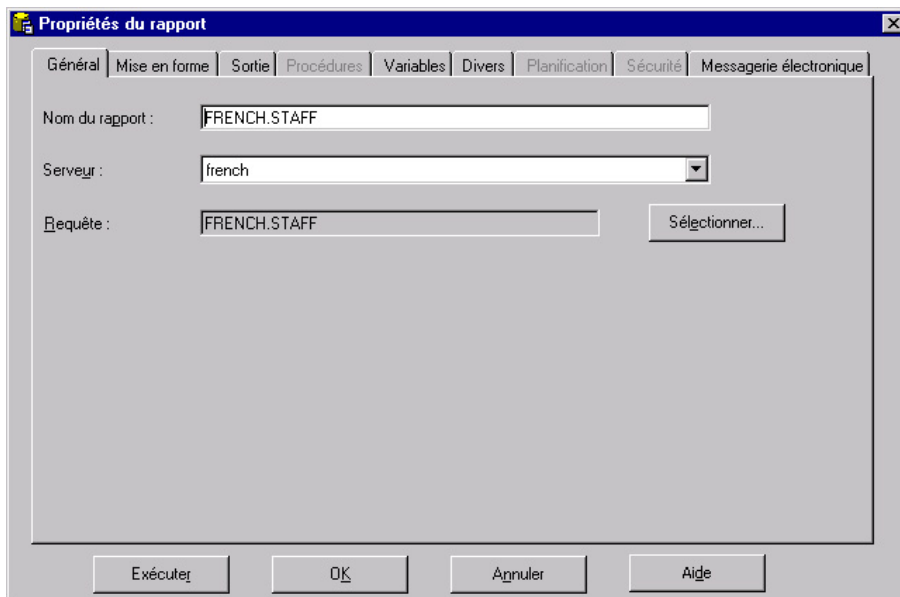 Propriétés du rapport
Général Mise en forme Sortie Procédures Variables Divers Planification Sécurité Messagerie électronique
Nom du rapport : FRENCH.STAFF
Serveur : french
Requête : FRENCH.STAFF Sélectionner...
Exécuter OK Annuler Aide